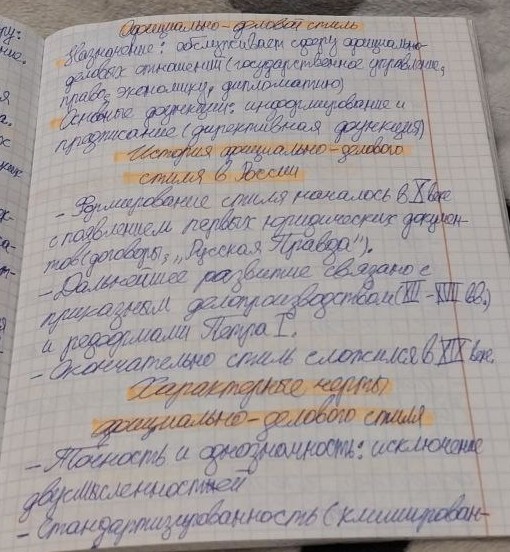 Официально-деловой стиль
Назначение: обслуживает сферу официально-
деловых отношений (государственное управление,
право, экономику, дипломатию)
Основные функции: информирование и
предписание (директивная функция)
История официально-делового
стиля в России
- Формирование стиля началось в X веке
с появлением первых юридических докумен-
тов (договоры, „Русская Правда").
- Дальнейшее развитие связано с
приказным делопроизводством (XII - XVII вв.)
и реформами Петра I.
- Окончательно стиль сложился в XIX веке.
Характерные черты
официально-делового стиля
- Точность и однозначность: исключение
двусмысленностей
- Стандартизированность (клиширован-